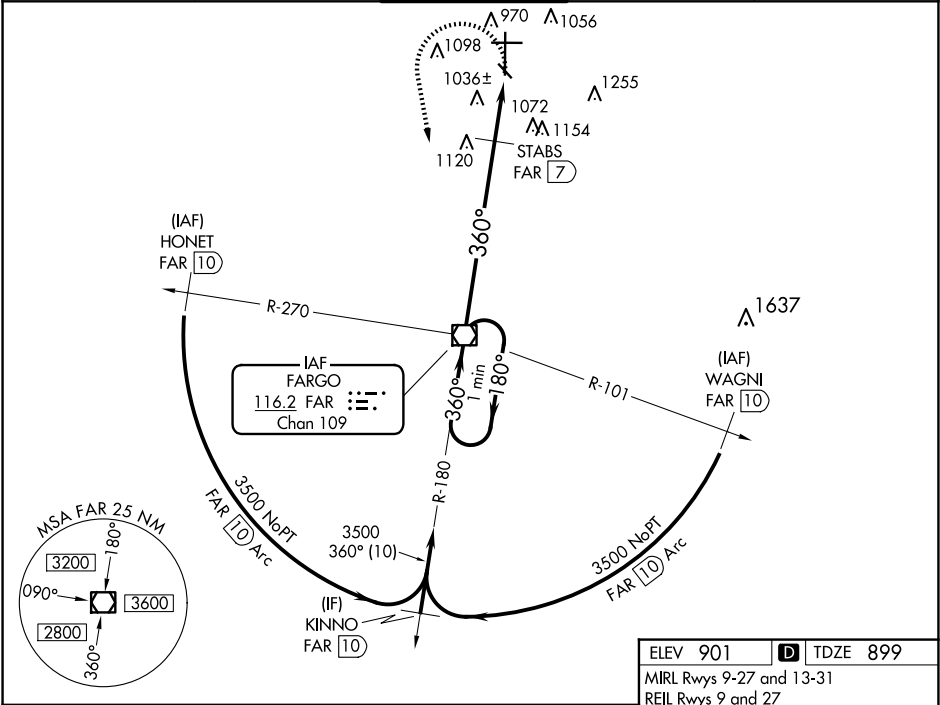 970
1056
1098
1036±
1255
1072
1154
1120
STABS
FAR 7
360°
(IAF)
HONET
FAR 10
R-270
1637
(IAF)
WAGNI
FAR 10
R-101
IAF
FARGO
116.2 FAR
Chan 109
360°
1 min
180°
R-180
3500 NoPT
FAR 10 Arc
3500 NoPT
FAR 10 Arc
3500
360° (10)
(IF)
KINNO
FAR 10
MSA FAR 25 NM
180°
3200
090°
3600
2800
360°
ELEV 901 D TDZE 899
MIRL Rwys 9-27 and 13-31
REIL Rwys 9 and 27